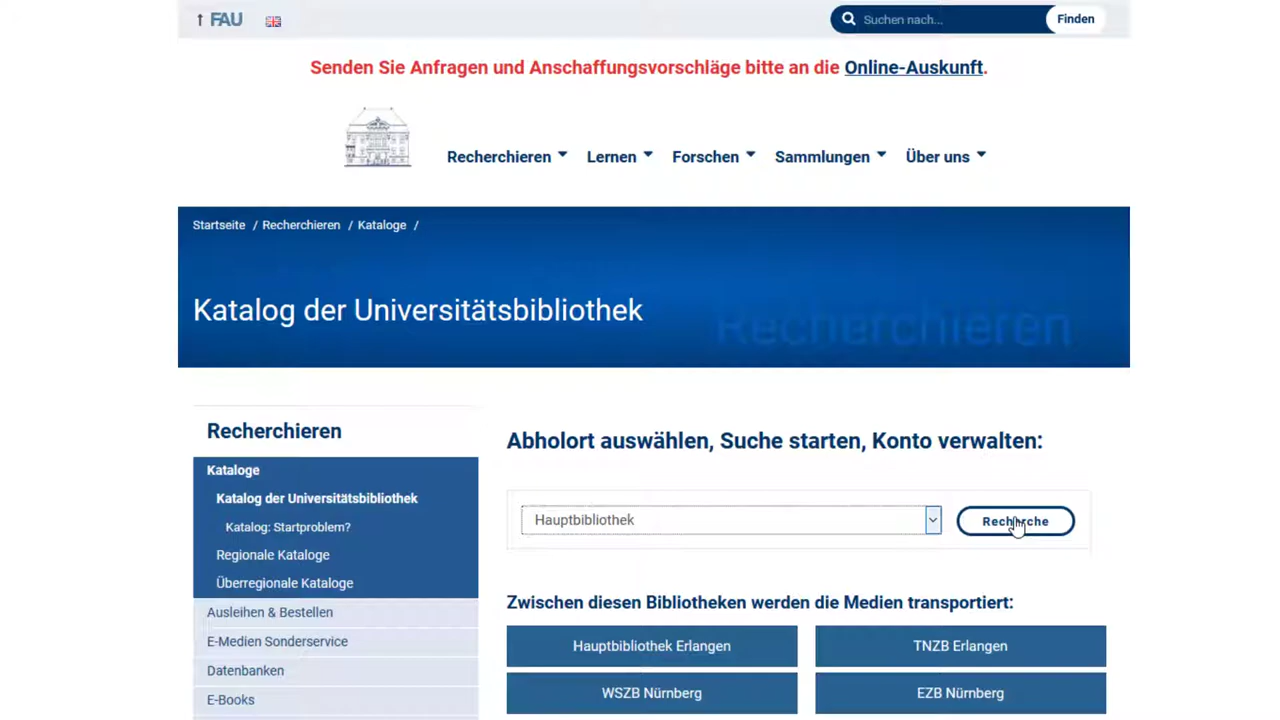 ↑ FAU
Suchen nach...
Finden
Senden Sie Anfragen und Anschaffungsvorschläge bitte an die Online-Auskunft.
Recherchieren Lernen Forschen Sammlungen Über uns
Startseite / Recherchieren / Kataloge /
Katalog der Universitätsbibliothek
Recherchieren
Recherchieren
Kataloge
Katalog der Universitätsbibliothek
Katalog: Startproblem?
Regionale Kataloge
Überregionale Kataloge
Ausleihen & Bestellen
E-Medien Sonderservice
Datenbanken
E-Books
Abholort auswählen, Suche starten, Konto verwalten:
Hauptbibliothek
Recherche
Zwischen diesen Bibliotheken werden die Medien transportiert:
Hauptbibliothek Erlangen
TNZB Erlangen
WSZB Nürnberg
EZB Nürnberg